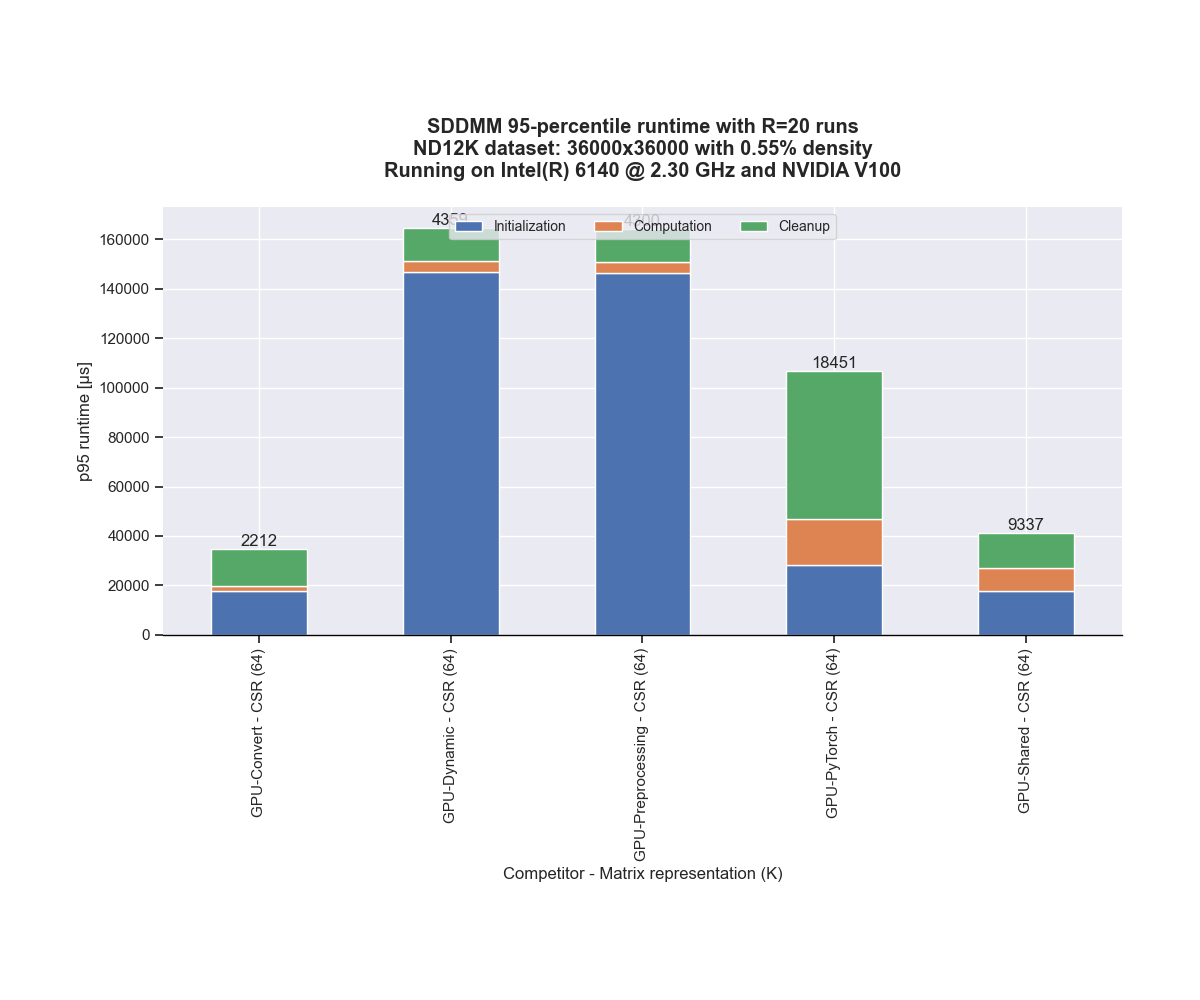 SDDMM 95-percentile runtime with R=20 runs
ND12K dataset: 36000x36000 with 0.55% density
Running on Intel(R) 6140 @ 2.30 GHz and NVIDIA V100
Initialization
Computation
Cleanup
p95 runtime [μs]
160000
140000
120000
100000
80000
60000
40000
20000
0
2212
4359
4300
18451
9337
GPU-Convert - CSR (64)
GPU-Dynamic - CSR (64)
GPU-Preprocessing - CSR (64)
GPU-PyTorch - CSR (64)
GPU-Shared - CSR (64)
Competitor - Matrix representation (K)